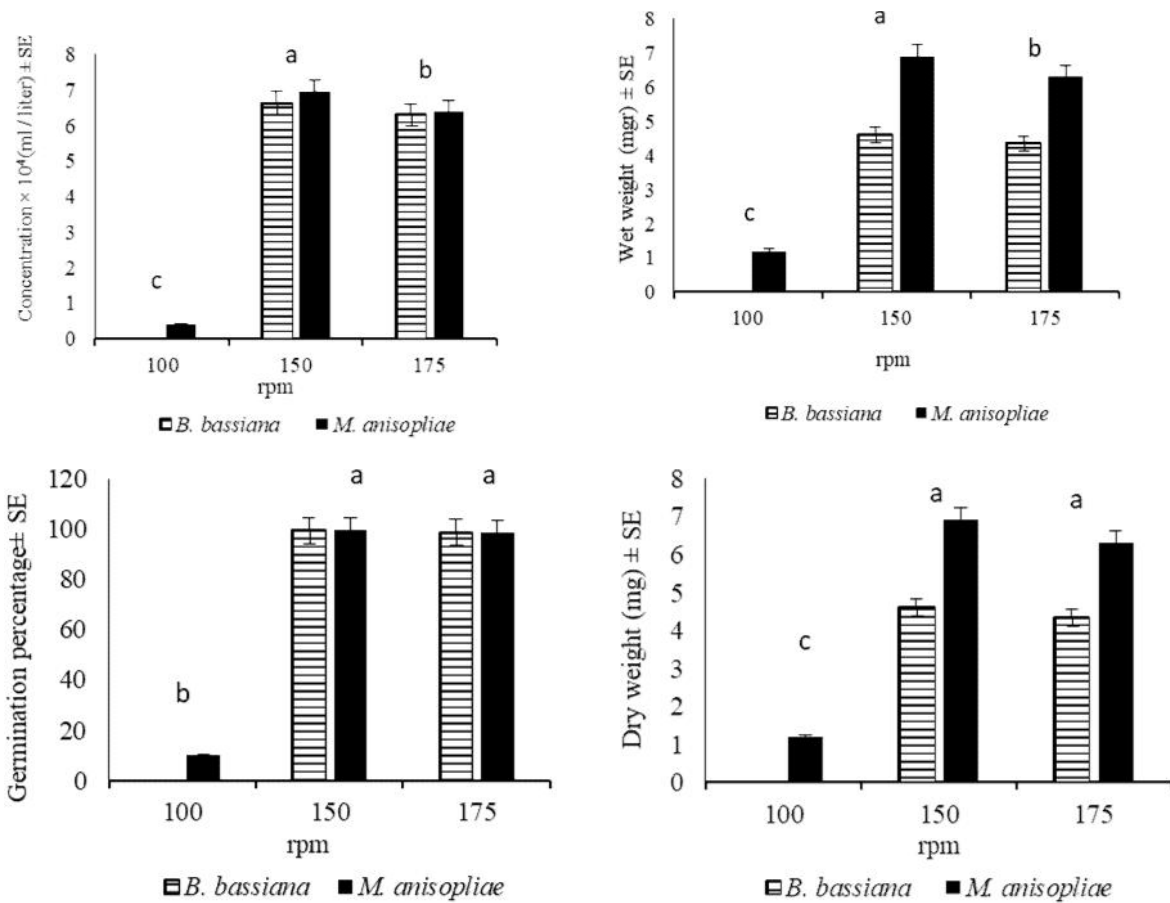 Concentration × 10⁴(ml / liter) ± SE
8
7
6
5
4
3
2
1
0
c
a
b
100
150
175
rpm
B. bassiana
M. anisopliae
Wet weight (mgr) ± SE
8
7
6
5
4
3
2
1
0
c
a
b
100
150
175
rpm
B. bassiana
M. anisopliae
Germination percentage± SE
120
100
80
60
40
20
0
b
a
a
100
150
175
rpm
B. bassiana
M. anisopliae
Dry weight (mg) ± SE
8
7
6
5
4
3
2
1
0
c
a
a
100
150
175
rpm
B. bassiana
M. anisopliae